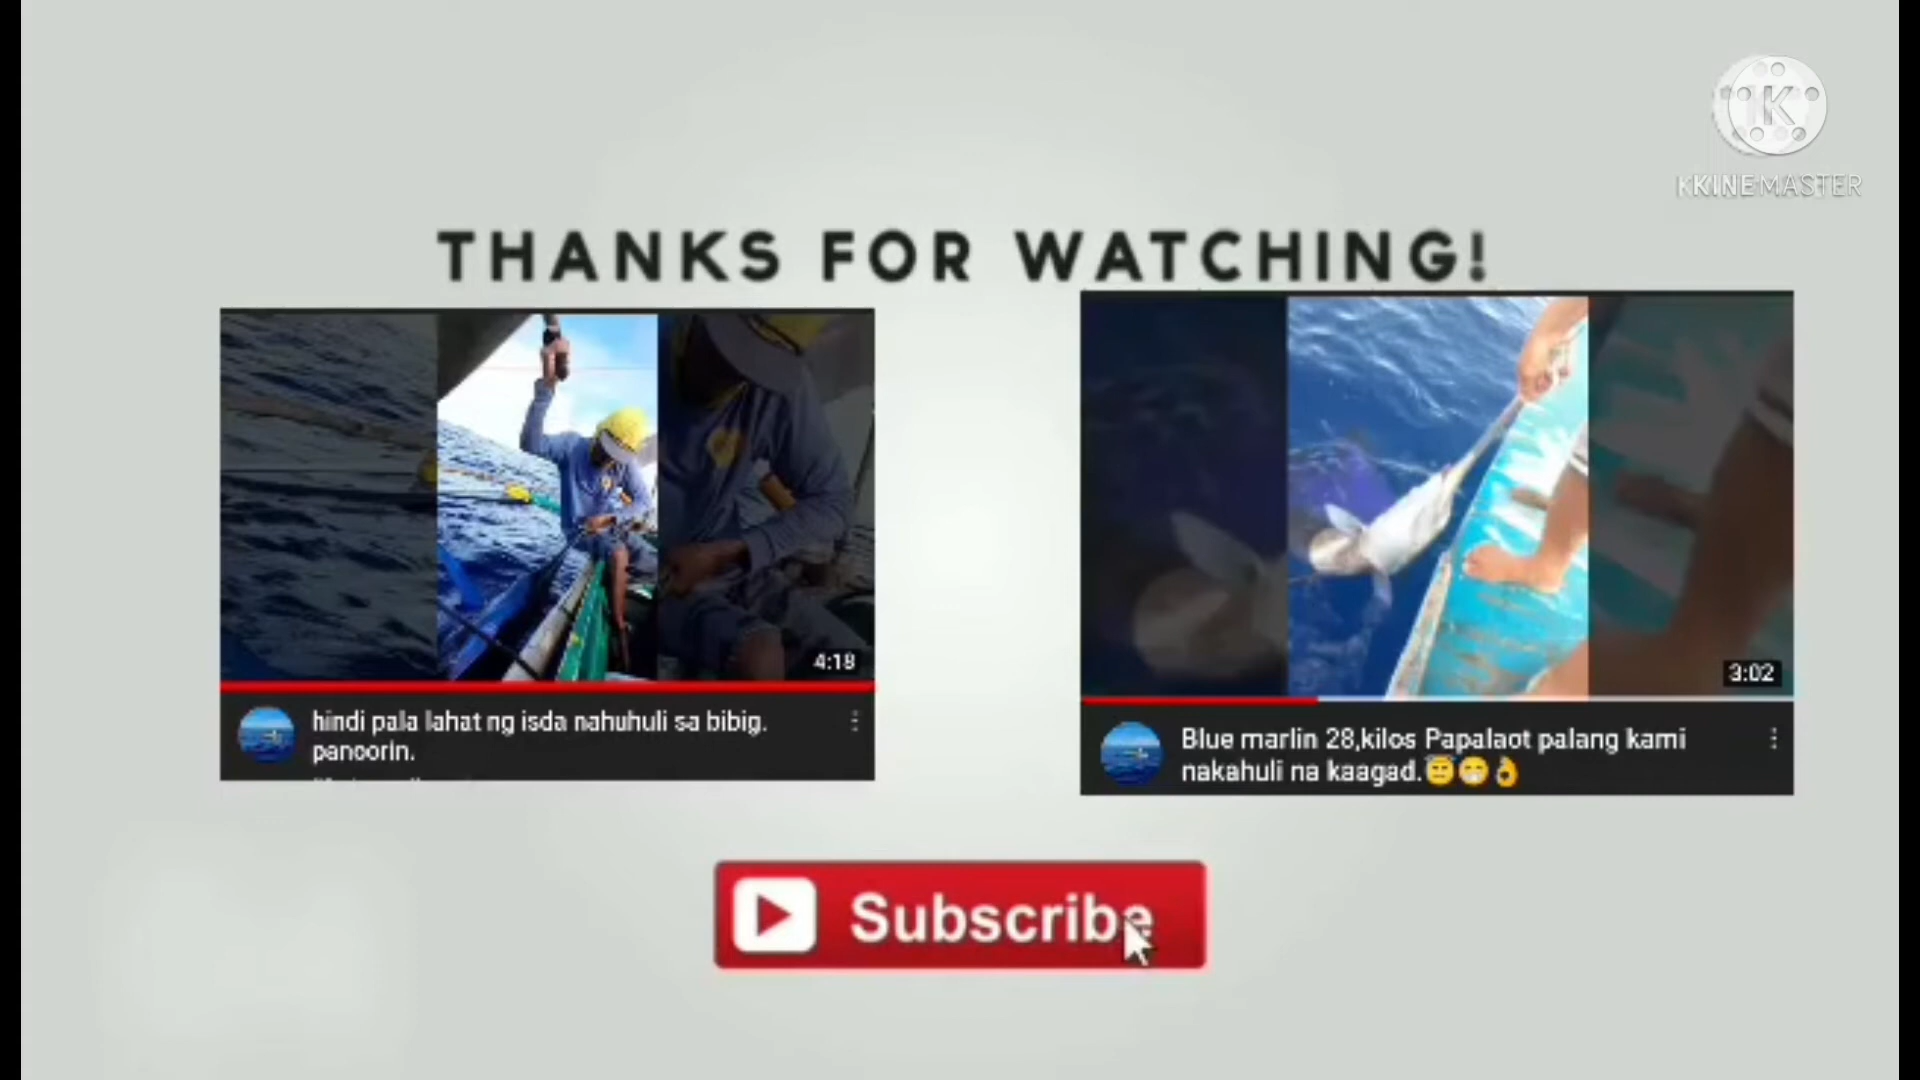 K
KINEMASTER
THANKS FOR WATCHING!
4:18
hindi pala lahat ng isda nahuhuli sa bibig.
panoorin.
3:02
Blue marlin 28,kilos Papalaot palang kami
nakahuli na kaagad.😇😁👌
Subscribe